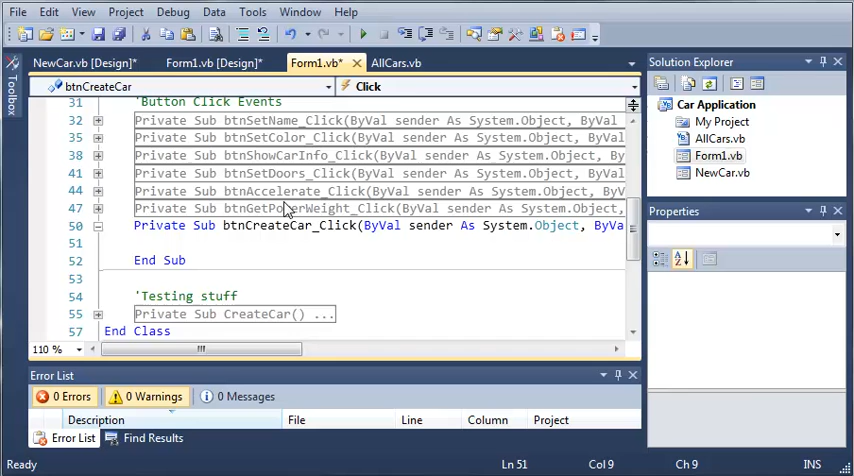 File Edit View Project Debug Data Tools Window Help
NewCar.vb [Design]* Form1.vb [Design]* Form1.vb* AllCars.vb
Toolbox
btnCreateCar Click
31 'Button Click Events
32 Private Sub btnSetName_Click(ByVal sender As System.Object, ByVal
35 Private Sub btnSetColor_Click(ByVal sender As System.Object, ByV
38 Private Sub btnShowCarInfo_Click(ByVal sender As System.Object,
41 Private Sub btnSetDoors_Click(ByVal sender As System.Object, ByV
44 Private Sub btnAccelerate_Click(ByVal sender As System.Object, ByV
47 Private Sub btnGetPowerWeight_Click(ByVal sender As System.Object,
50 Private Sub btnCreateCar_Click(ByVal sender As System.Object, ByVa
51
52 End Sub
53
54 'Testing stuff
55 Private Sub CreateCar() ...
57 End Class
110 %
Error List
0 Errors 0 Warnings 0 Messages
Description File Line Column Project
Error List Find Results
Solution Explorer
Car Application
My Project
AllCars.vb
Form1.vb
NewCar.vb
Properties
Ready Ln 51 Col 9 Ch 9 INS